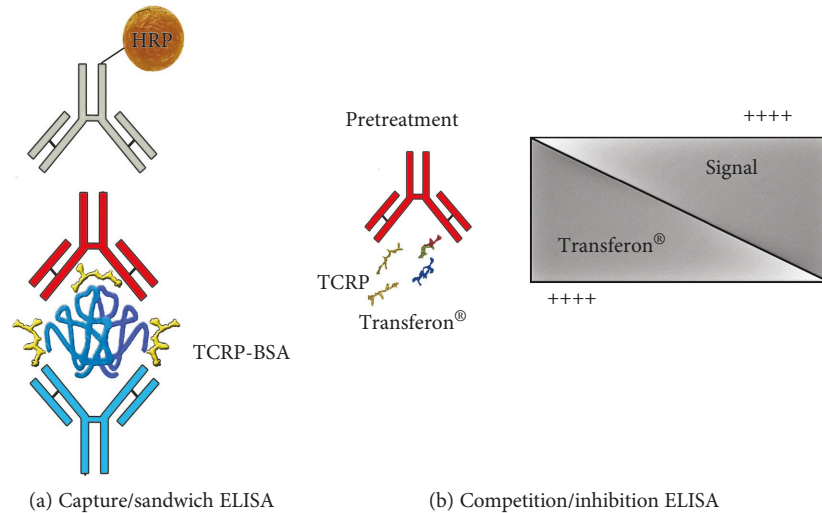 HRP
TCRP-BSA
(a) Capture/sandwich ELISA
Pretreatment
TCRP
Transferon®
++++
Signal
Transferon®
++++
(b) Competition/inhibition ELISA